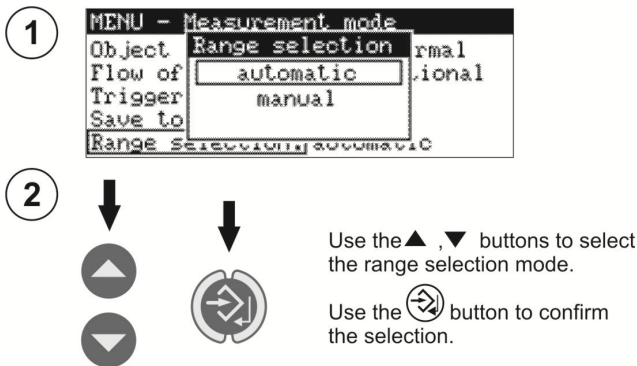 1
MENU - Measurement mode
Range selection
Object rmal
Flow of automatic .ional
Trigger manual
Save to
Range selection: automatic
2
Use the ▲ ,▼ buttons to select
the range selection mode.
Use the button to confirm
the selection.